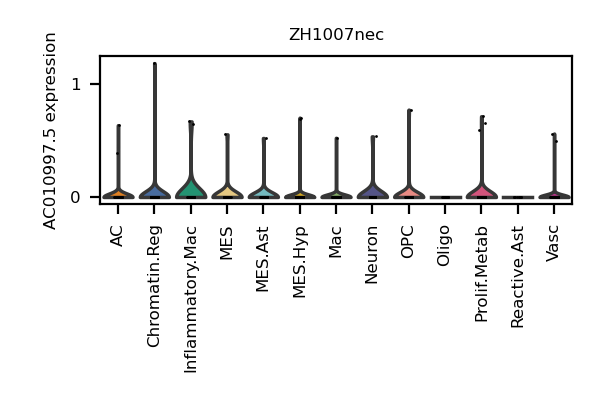 ZH1007nec
AC010997.5 expression
1
0
AC
Chromatin.Reg
Inflammatory.Mac
MES
MES.Ast
MES.Hyp
Mac
Neuron
OPC
Oligo
Prolif.Metab
Reactive.Ast
Vasc